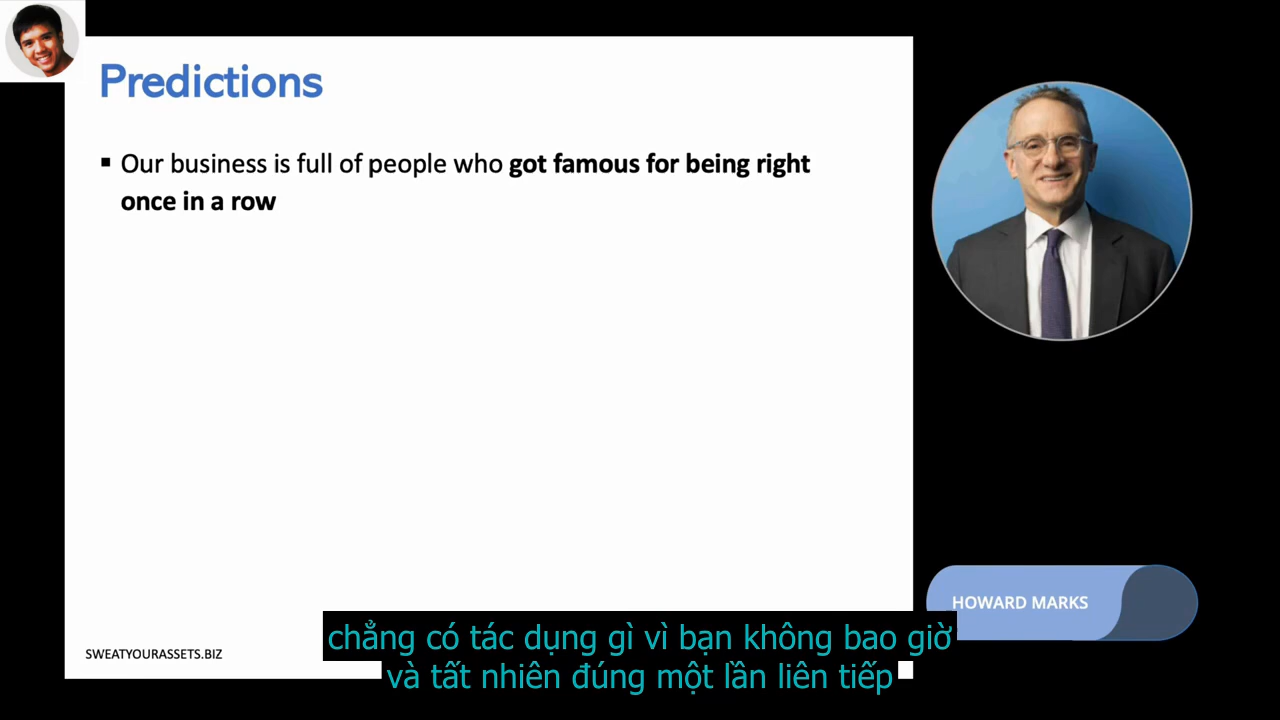 Predictions
▪ Our business is full of people who got famous for being right
once in a row
HOWARD MARKS
SWEATYOURASSETS.BIZ
chẳng có tác dụng gì vì bạn không bao giờ
và tất nhiên đúng một lần liên tiếp